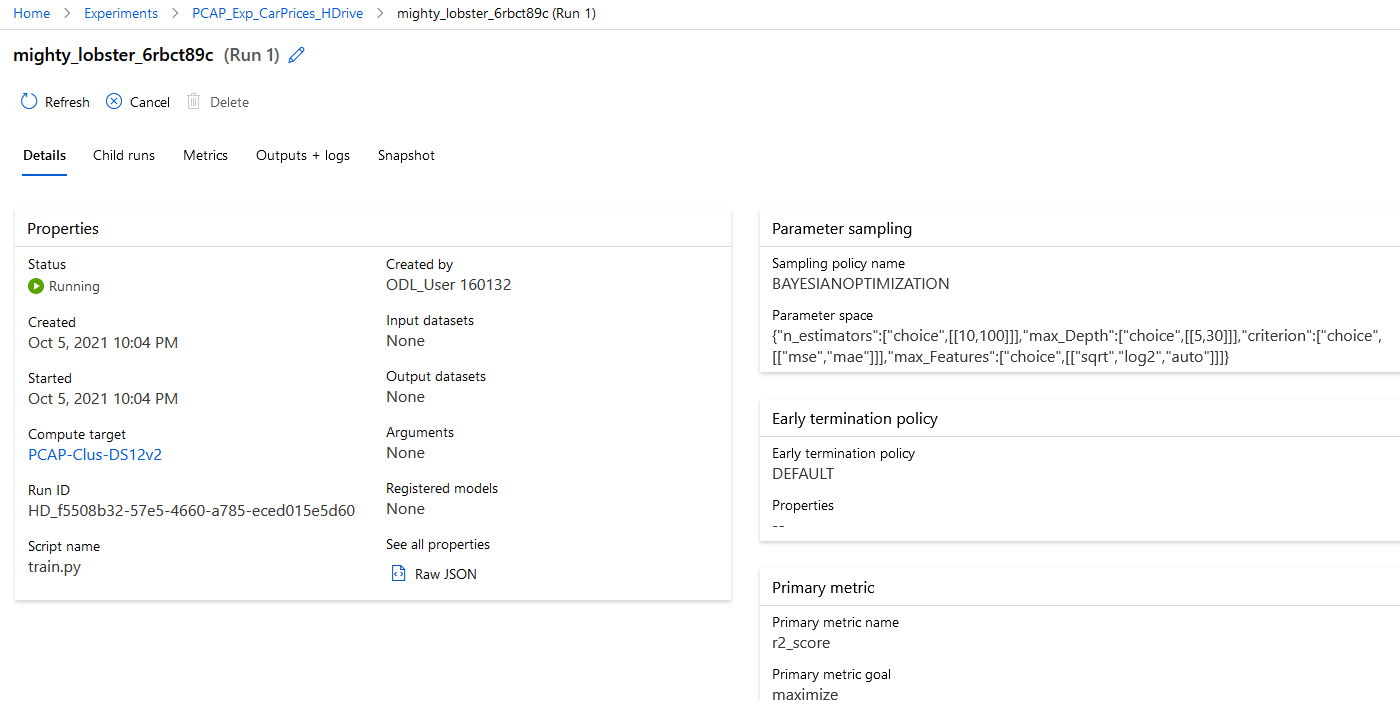 Home > Experiments > PCAP_Exp_CarPrices_HDrive > mighty_lobster_6rbct89c (Run 1)
mighty_lobster_6rbct89c (Run 1)
Refresh Cancel Delete
Details Child runs Metrics Outputs + logs Snapshot
Properties
Status
Running
Created
Oct 5, 2021 10:04 PM
Started
Oct 5, 2021 10:04 PM
Compute target
PCAP-Clus-DS12v2
Run ID
HD_f5508b32-57e5-4660-a785-eced015e5d60
Script name
train.py
Created by
ODL_User 160132
Input datasets
None
Output datasets
None
Arguments
None
Registered models
None
See all properties
Raw JSON
Parameter sampling
Sampling policy name
BAYESIANOPTIMIZATION
Parameter space
{"n_estimators":["choice",[[10,100]]],"max_Depth":["choice",[[5,30]]],"criterion":["choice",
[["mse","mae"]]],"max_Features":["choice",[["sqrt","log2","auto"]]]}
Early termination policy
Early termination policy
DEFAULT
Properties
--
Primary metric
Primary metric name
r2_score
Primary metric goal
maximize